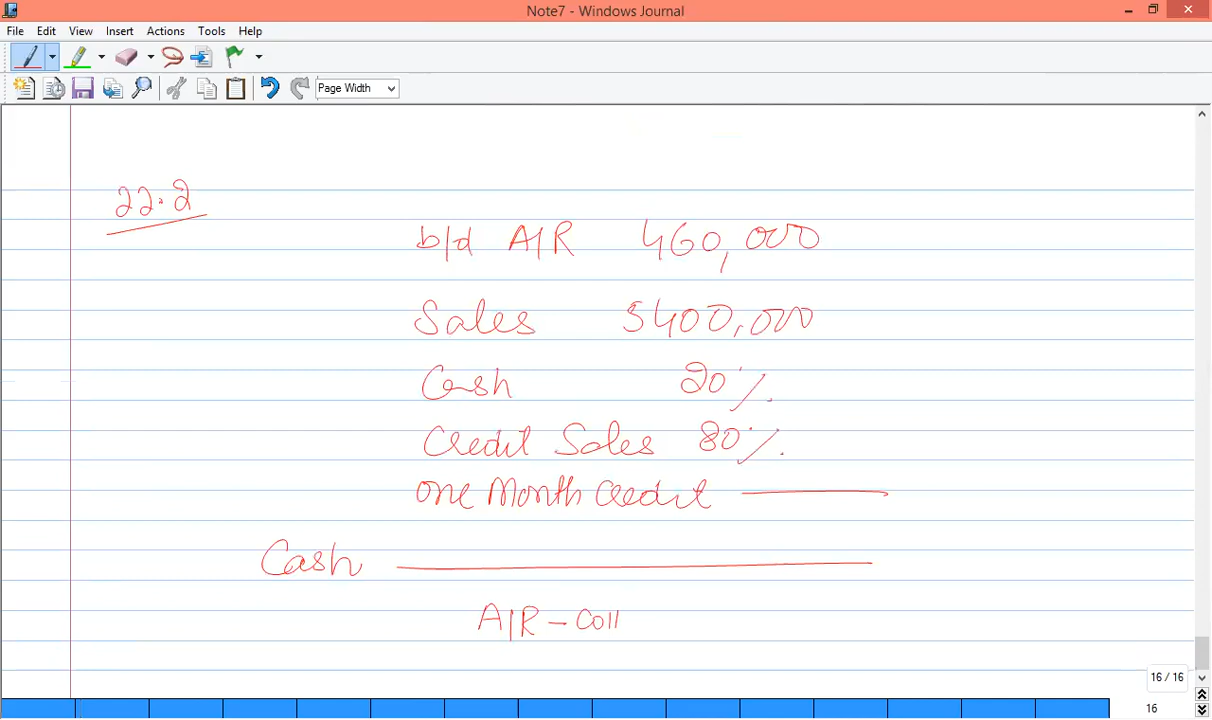 Note7 - Windows Journal
File Edit View Insert Actions Tools Help
Page Width
22.2
b/d A/R 460,000
Sales 5400,000
Cash 20%
Credit Sales 80%
One Month Credit
Cash
A/R - Coll
16 / 16
16